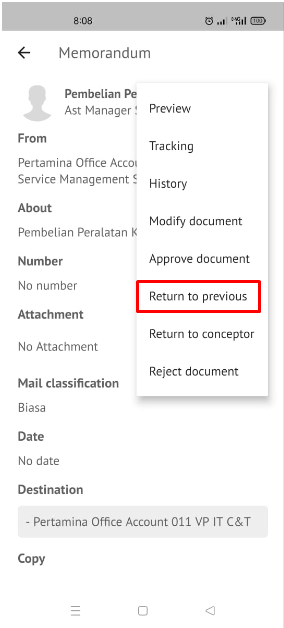 8:08
100
Memorandum
Pembelian Pe
Ast Manager S
Preview
Tracking
History
Modify document
Approve document
Return to previous
Return to conceptor
Reject document
From
Pertamina Office Accou
Service Management S
About
Pembelian Peralatan K
Number
No number
Attachment
No Attachment
Mail classification
Biasa
Date
No date
Destination
- Pertamina Office Account 011 VP IT C&T
Copy